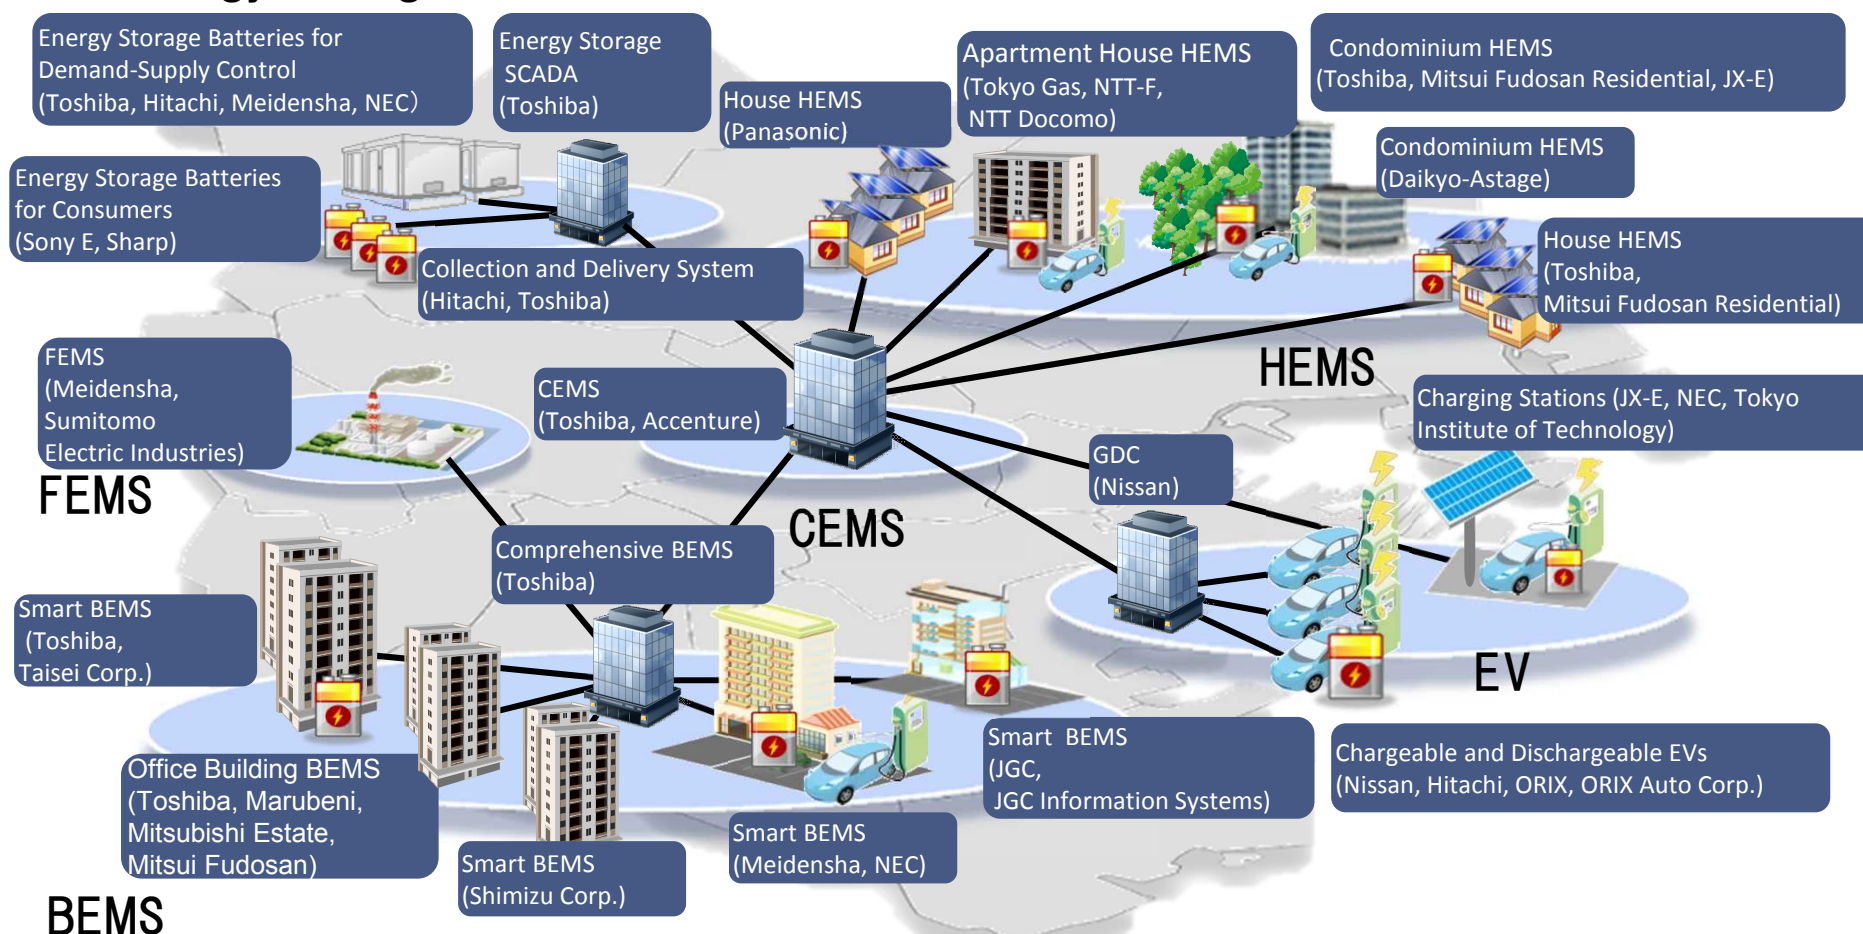 Energy Storage Batteries for
Demand-Supply Control
(Toshiba, Hitachi, Meidensha, NEC）
Energy Storage
SCADA
(Toshiba)
House HEMS
(Panasonic)
Apartment House HEMS
(Tokyo Gas, NTT-F,
NTT Docomo)
Condominium HEMS
(Toshiba, Mitsui Fudosan Residential, JX-E)
Condominium HEMS
(Daikyo-Astage)
Energy Storage Batteries
for Consumers
(Sony E, Sharp)
Collection and Delivery System
(Hitachi, Toshiba)
House HEMS
(Toshiba,
Mitsui Fudosan Residential)
HEMS
FEMS
(Meidensha,
Sumitomo
Electric Industries)
FEMS
CEMS
(Toshiba, Accenture)
CEMS
Charging Stations (JX-E, NEC, Tokyo
Institute of Technology)
GDC
(Nissan)
EV
Comprehensive BEMS
(Toshiba)
Smart BEMS
(Toshiba,
Taisei Corp.)
Office Building BEMS
(Toshiba, Marubeni,
Mitsubishi Estate,
Mitsui Fudosan)
Smart BEMS
(Shimizu Corp.)
Smart BEMS
(Meidensha, NEC)
Smart BEMS
(JGC,
JGC Information Systems)
Chargeable and Dischargeable EVs
(Nissan, Hitachi, ORIX, ORIX Auto Corp.)
BEMS